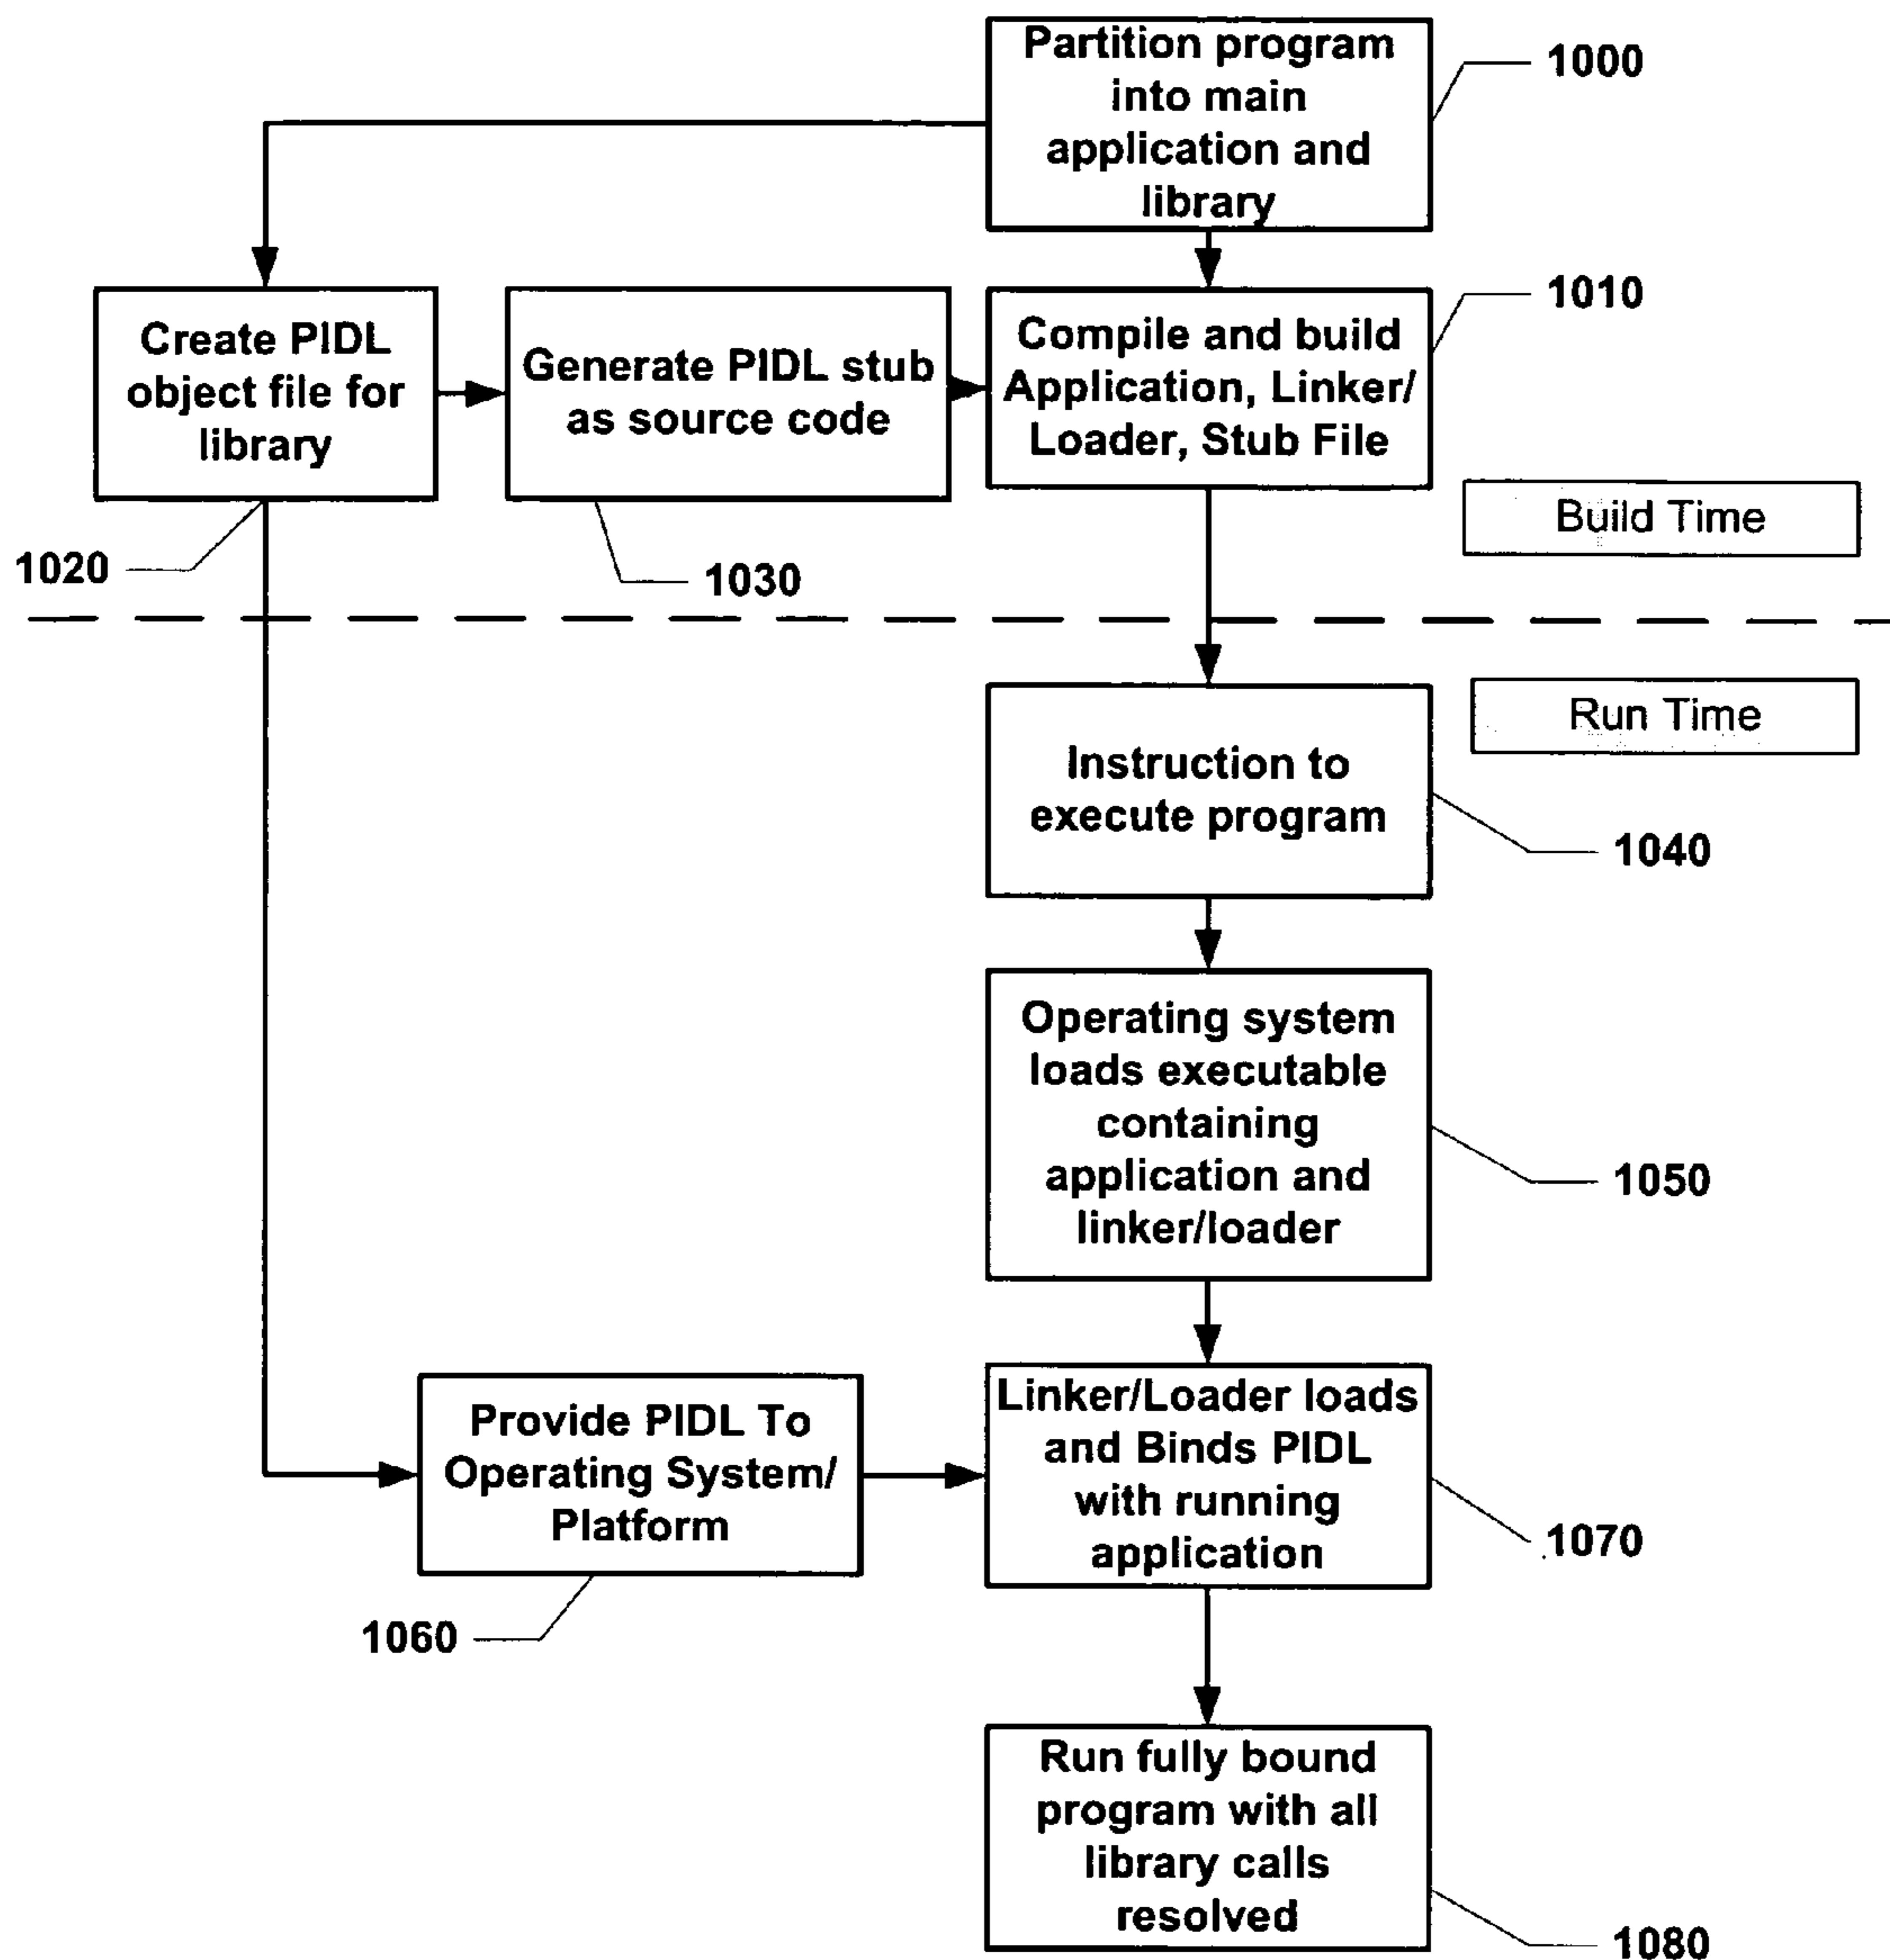 Partition program
into main
application and
library
1000
Create PIDL
object file for
library
1020
Generate PIDL stub
as source code
1030
Compile and build
Application, Linker/
Loader, Stub File
1010
Build Time
Run Time
Instruction to
execute program
1040
Operating system
loads executable
containing
application and
linker/loader
1050
Provide PIDL To
Operating System/
Platform
1060
Linker/Loader loads
and Binds PIDL
with running
application
1070
Run fully bound
program with all
library calls
resolved
1080